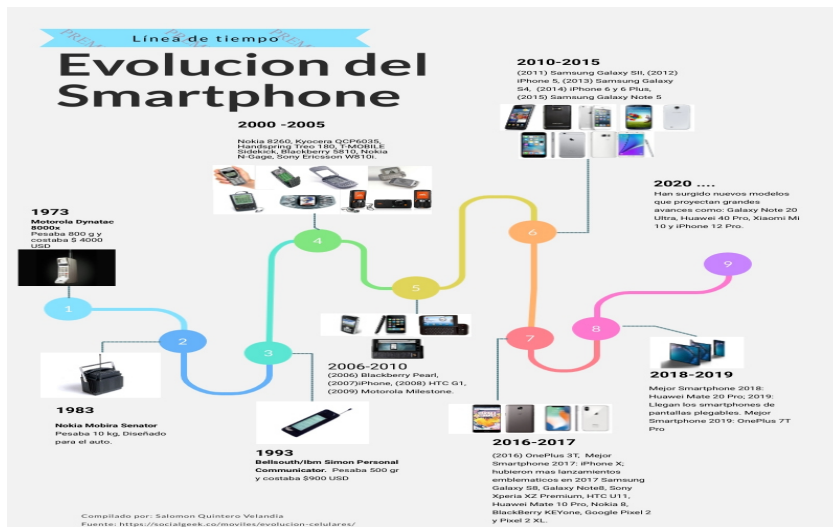 Línea de tiempo
Evolucion del
Smartphone
1973
Motorola Dynatac
8000x
Pesaba 800 g y
costaba $ 4000
USD
1
2
1983
Nokia Mobira Senator
Pesaba 10 kg, Diseñado
para el auto.
3
1993
Bellsouth/Ibm Simon Personal
Communicator. Pesaba 500 gr
y costaba $900 USD
2000 -2005
Nokia 8260, Kyocera QCP6035,
Handspring Treo 180, T-MOBILE
Sidekick, Blackberry 5810, Nokia
N-Gage, Sony Ericsson W810i.
4
5
2006-2010
(2006) Blackberry Pearl,
(2007)iPhone, (2008) HTC G1,
(2009) Motorola Milestone.
2010-2015
(2011) Samsung Galaxy SII, (2012)
iPhone 5, (2013) Samsung Galaxy
S4, (2014) iPhone 6 y 6 Plus,
(2015) Samsung Galaxy Note 5
6
7
2016-2017
(2016) OnePlus 3T, Mejor
Smartphone 2017: iPhone X;
hubieron mas lanzamientos
emblematicos en 2017 Samsung
Galaxy S8, Galaxy Note8, Sony
Xperia XZ Premium, HTC U11,
Huawei Mate 10 Pro, Nokia 8,
BlackBerry KEYone, Google Pixel 2
y Pixel 2 XL.
8
2018-2019
Mejor Smartphone 2018:
Huawei Mate 20 Pro; 2019:
Llegan los smartphones de
pantallas plegables. Mejor
Smartphone 2019: OnePlus 7T
Pro
2020 ....
Han surgido nuevos modelos
que proyectan grandes
avances como: Galaxy Note 20
Ultra, Huawei 40 Pro, Xiaomi Mi
10 y iPhone 12 Pro.
9
Compilado por: Salomon Quintero Velandia
Fuente: https://socialgeek.co/moviles/evolucion-celulares/